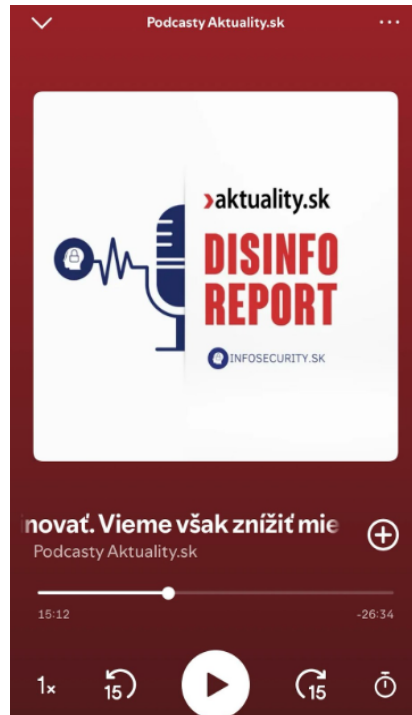 Podcasty Aktuality.sk
aktuality.sk
DISINFO
REPORT
INFOSECURITY.SK
novať. Vieme však znížiť mie
Podcasty Aktuality.sk
15:12
-26:34
1x
15
15